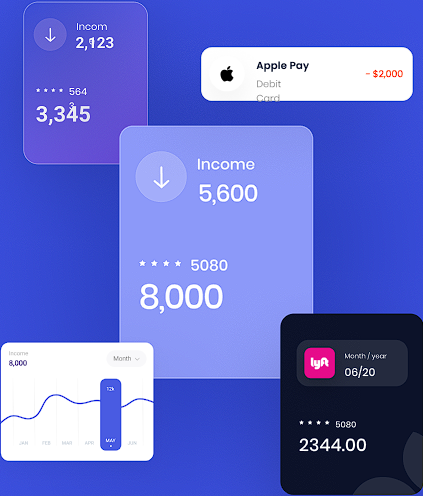 Incom
2,123
**** 564
3
3,345
Apple Pay
Debit
Card
- $2,000
Income
5,600
**** 5080
8,000
Income
8,000
Month
12k
JAN FEB MAR APR MAY JUN
lyft
Month / year
06/20
**** 5080
2344.00